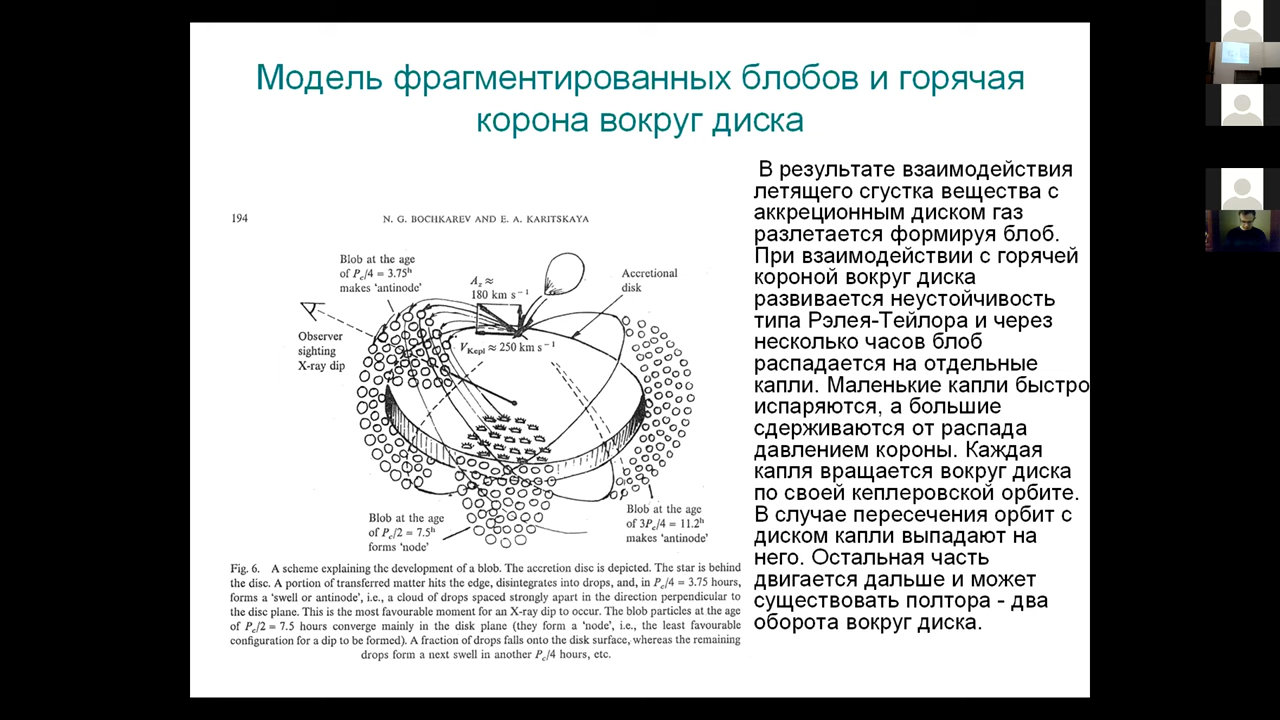 Модель фрагментированных блобов и горячая
корона вокруг диска
194
N. G. BOCHKAREV AND E. A. KARITSKAYA
Blob at the age
of Pc/4 = 3.75h
makes ‘antinode’
Az ≈
180 km s−1
Accretional
disk
Observer
sighting
X-ray dip
VKepl ≈ 250 km s−1
Blob at the age
of Pc/2 = 7.5h
forms ‘node’
Blob at the age
of 3Pc/4 = 11.2h
makes ‘antinode’
Fig. 6. A scheme explaining the development of a blob. The accretion disc is depicted. The star is behind
the disc. A portion of transferred matter hits the edge, disintegrates into drops, and, in Pc/4 = 3.75 hours,
forms a ‘swell or antinode’, i.e., a cloud of drops spaced strongly apart in the direction perpendicular to
the disc plane. This is the most favourable moment for an X-ray dip to occur. The blob particles at the age
of Pc/2 = 7.5 hours converge mainly in the disk plane (they form a ‘node’, i.e., the least favourable
configuration for a dip to be formed). A fraction of drops falls onto the disk surface, whereas the remaining
drops form a next swell in another Pc/4 hours, etc.
В результате взаимодействия
летящего сгустка вещества с
аккреционным диском газ
разлетается формируя блоб.
При взаимодействии с горячей
короной вокруг диска
развивается неустойчивость
типа Рэлея-Тейлора и через
несколько часов блоб
распадается на отдельные
капли. Маленькие капли быстро
испаряются, а большие
сдерживаются от распада
давлением короны. Каждая
капля вращается вокруг диска
по своей кеплеровской орбите.
В случае пересечения орбит с
диском капли выпадают на
него. Остальная часть
двигается дальше и может
существовать полтора - два
оборота вокруг диска.